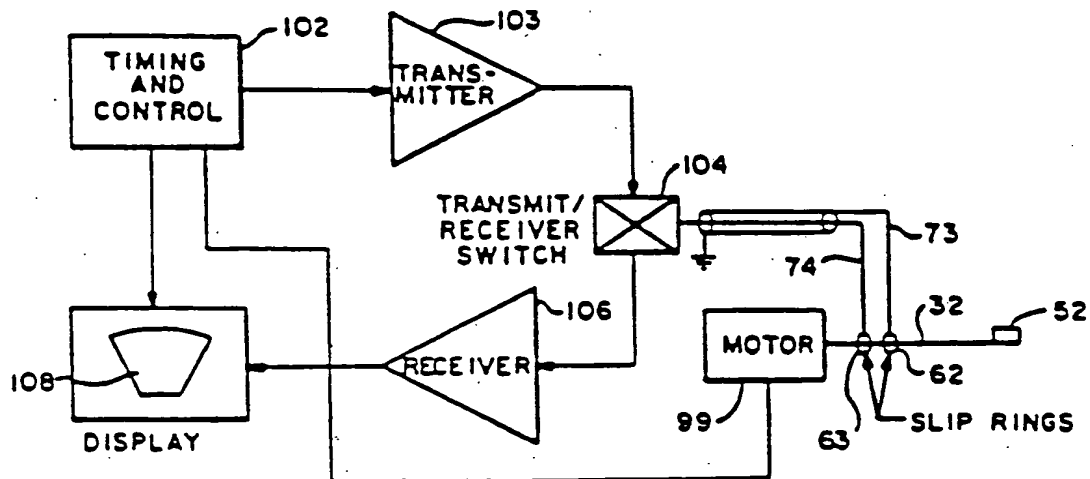 102
TIMING
AND
CONTROL
103
TRANS-
MITTER
104
TRANSMIT/
RECEIVER
SWITCH
73
74
106
RECEIVER
MOTOR
32
52
62
99
63
SLIP RINGS
108
DISPLAY